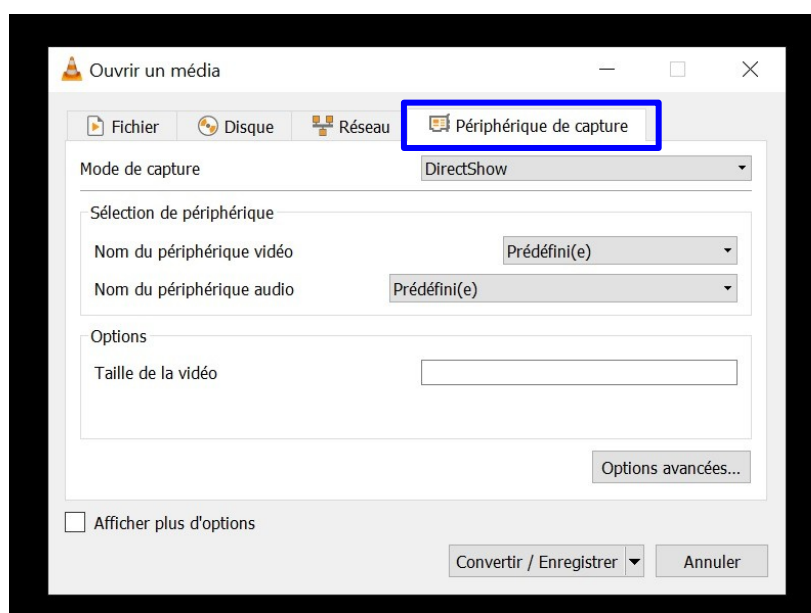 Ouvrir un média
Fichier Disque Réseau Périphérique de capture
Mode de capture DirectShow
Sélection de périphérique
Nom du périphérique vidéo Prédéfini(e)
Nom du périphérique audio Prédéfini(e)
Options
Taille de la vidéo
Options avancées...
Afficher plus d'options
Convertir / Enregistrer Annuler